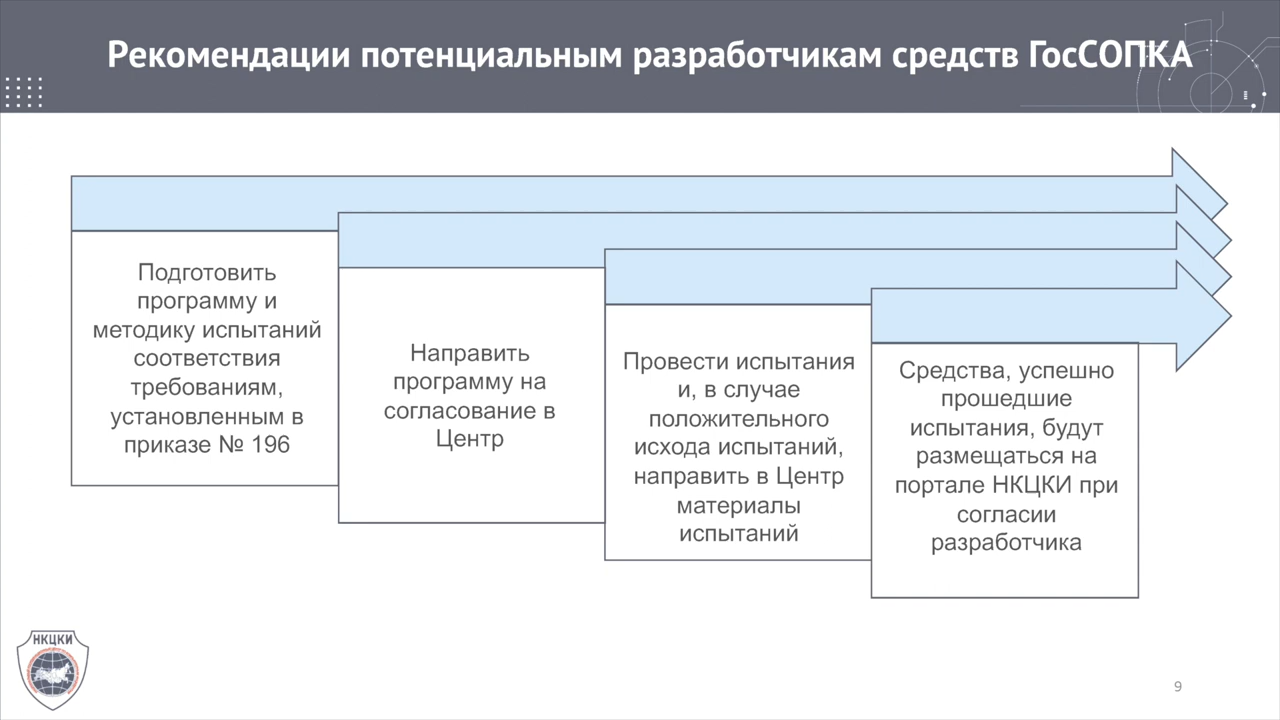 Рекомендации потенциальным разработчикам средств ГосСОПКА
Подготовить
программу и
методику испытаний
соответствия
требованиям,
установленным в
приказе № 196
Направить
программу на
согласование в
Центр
Провести испытания
и, в случае
положительного
исхода испытаний,
направить в Центр
материалы
испытаний
Средства, успешно
прошедшие
испытания, будут
размещаться на
портале НКЦКИ при
согласии
разработчика
НКЦКИ
9